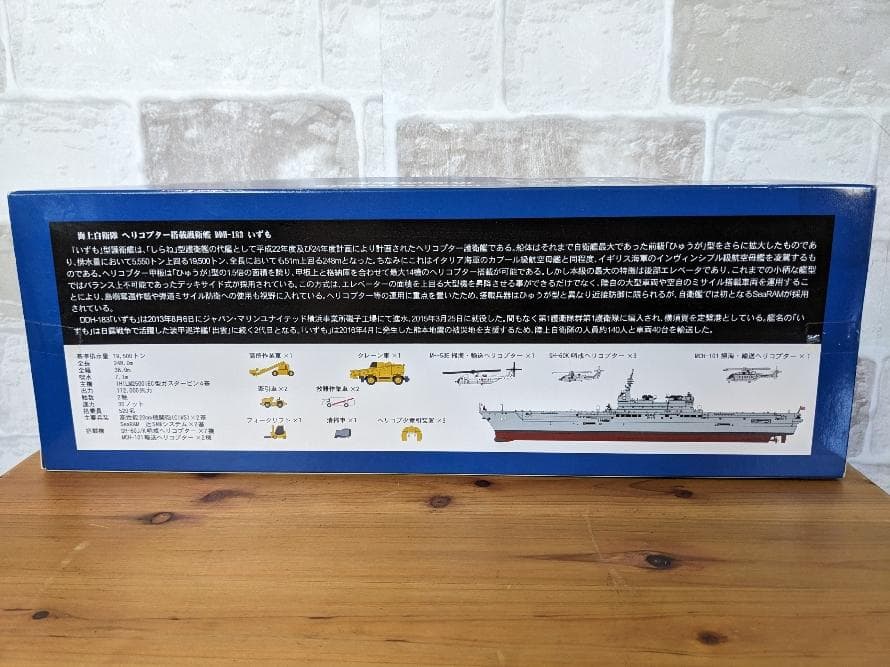 海上自衛隊 ヘリコプター搭載護衛艦 DDH-183 いずも
「いずも」型護衛艦は、「しらね」型護衛艦の代艦として平成22年度及び24年度計画により計画されたヘリコプター護衛艦である。船体はそれまで自衛艦最大であった前級「ひゅうが」型をさらに拡大したものであ
り、排水量において5,550トン上回る19,500トン、全長においても51m上回る248mとなった。ちなみにこれはイタリア海軍のカブール級航空母艦と同程度、イギリス海軍のインヴィンシブル級航空母艦を凌駕するも
のである。ヘリコプター甲板は「ひゅうが」型の1.5倍の面積を誇り、甲板上と格納庫を合わせて最大14機のヘリコプター搭載が可能である。しかし本級の最大の特徴は後部エレベータであり、これまでの小柄な艦型
ではバランス上不可能であったデッキサイド式が採用されている。この方式は、エレベーターの面積を上回る大型機を昇降させる事ができるだけでなく、陸自の大型車両や空自のミサイル搭載車両を運用するこ
とにより、島嶼奪還作戦や弾道ミサイル防衛への使用も視野に入れている。ヘリコプター等の運用に重点を置いたため、搭載兵器はひゅうが型と異なり近接防御に限られるが、自衛艦では初となるSeaRAMが採用
されている。
DDH-183「いずも」は2013年8月6日にジャパン・マリンユナイテッド横浜事業所磯子工場にて進水、2015年3月25日に就役した。間もなく第1護衛隊群第1護衛隊に編入され、横須賀を定繋港としている。艦名の「い
ずも」は日露戦争で活躍した装甲巡洋艦「出雲」に続く2代目となる。「いずも」は2016年4月に発生した熊本地震の被災地を支援するため、陸上自衛隊の人員約140人と車両40台を輸送した。
基準排水量 19,500トン
全長 248.0m
全幅 38.0m
吃水 7.1m
主機 IHI LM2500IEC型ガスタービン4基
出力 112,000馬力
軸数 2軸
速力 30ノット
乗員 520名
主要兵装 高性能20mm機関砲(CIWS)×2基
SeaRAM 近SAMシステム×2基
搭載機 SH-60J/K哨戒ヘリコプター×7機
MCH-101輸送ヘリコプター×2機
高所作業車 ×1
クレーン車 ×1
MH-53E 掃海・輸送ヘリコプター ×1
SH-60K 哨戒ヘリコプター ×3
MCH-101 掃海・輸送ヘリコプター ×1
牽引車 ×2
フォークリフト ×1
清掃車 ×1